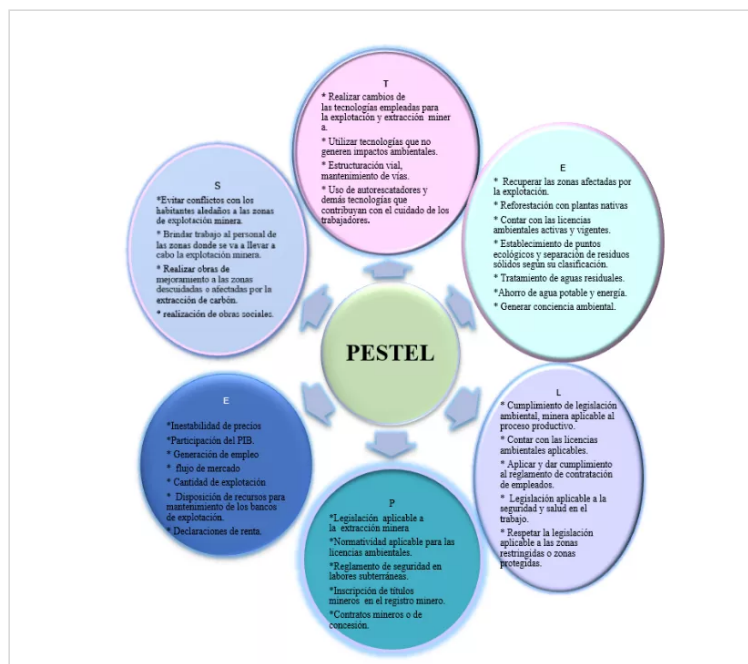 T
* Realizar cambios de
las tecnologías empleadas para
la explotación y extracción miner
a.
* Utilizar tecnologías que no
generen impactos ambientales.
* Estructuración vial,
mantenimiento de vías.
* Uso de autorescatadores y
demás tecnologías que
contribuyan con el cuidado de los
trabajadores.
S
*Evitar conflictos con los
habitantes aledaños a las zonas
de explotación minera.
* Brindar trabajo al personal de
las zonas donde se va a llevar a
cabo la explotación minera.
* Realizar obras de
mejoramiento a las zonas
descuidadas o afectadas por la
extracción de carbón.
* realización de obras sociales.
E
* Recuperar las zonas afectadas por
la explotación.
* Reforestación con plantas nativas
* Contar con las licencias
ambientales activas y vigentes.
* Establecimiento de puntos
ecológicos y separación de residuos
sólidos según su clasificación.
* Tratamiento de aguas residuales.
*Ahorro de agua potable y energía.
* Generar conciencia ambiental.
PESTEL
E
*Inestabilidad de precios
*Participación del PIB.
* Generación de empleo
* flujo de mercado
* Cantidad de explotación
* Disposición de recursos para
mantenimiento de los bancos
de explotación.
* Declaraciones de renta.
L
* Cumplimiento de legislación
ambiental, minera aplicable al
proceso productivo.
* Contar con las licencias
ambientales aplicables.
* Aplicar y dar cumplimiento
al reglamento de contratación
de empleados.
* Legislación aplicable a la
seguridad y salud en el
trabajo.
* Respetar la legislación
aplicable a las zonas
restringidas o zonas
protegidas.
P
*Legislación aplicable a
la extracción minera
*Normatividad aplicable para las
licencias ambientales.
*Reglamento de seguridad en
labores subterráneas.
*Inscripción de títulos
mineros en el registro minero.
*Contratos mineros o de
concesión.